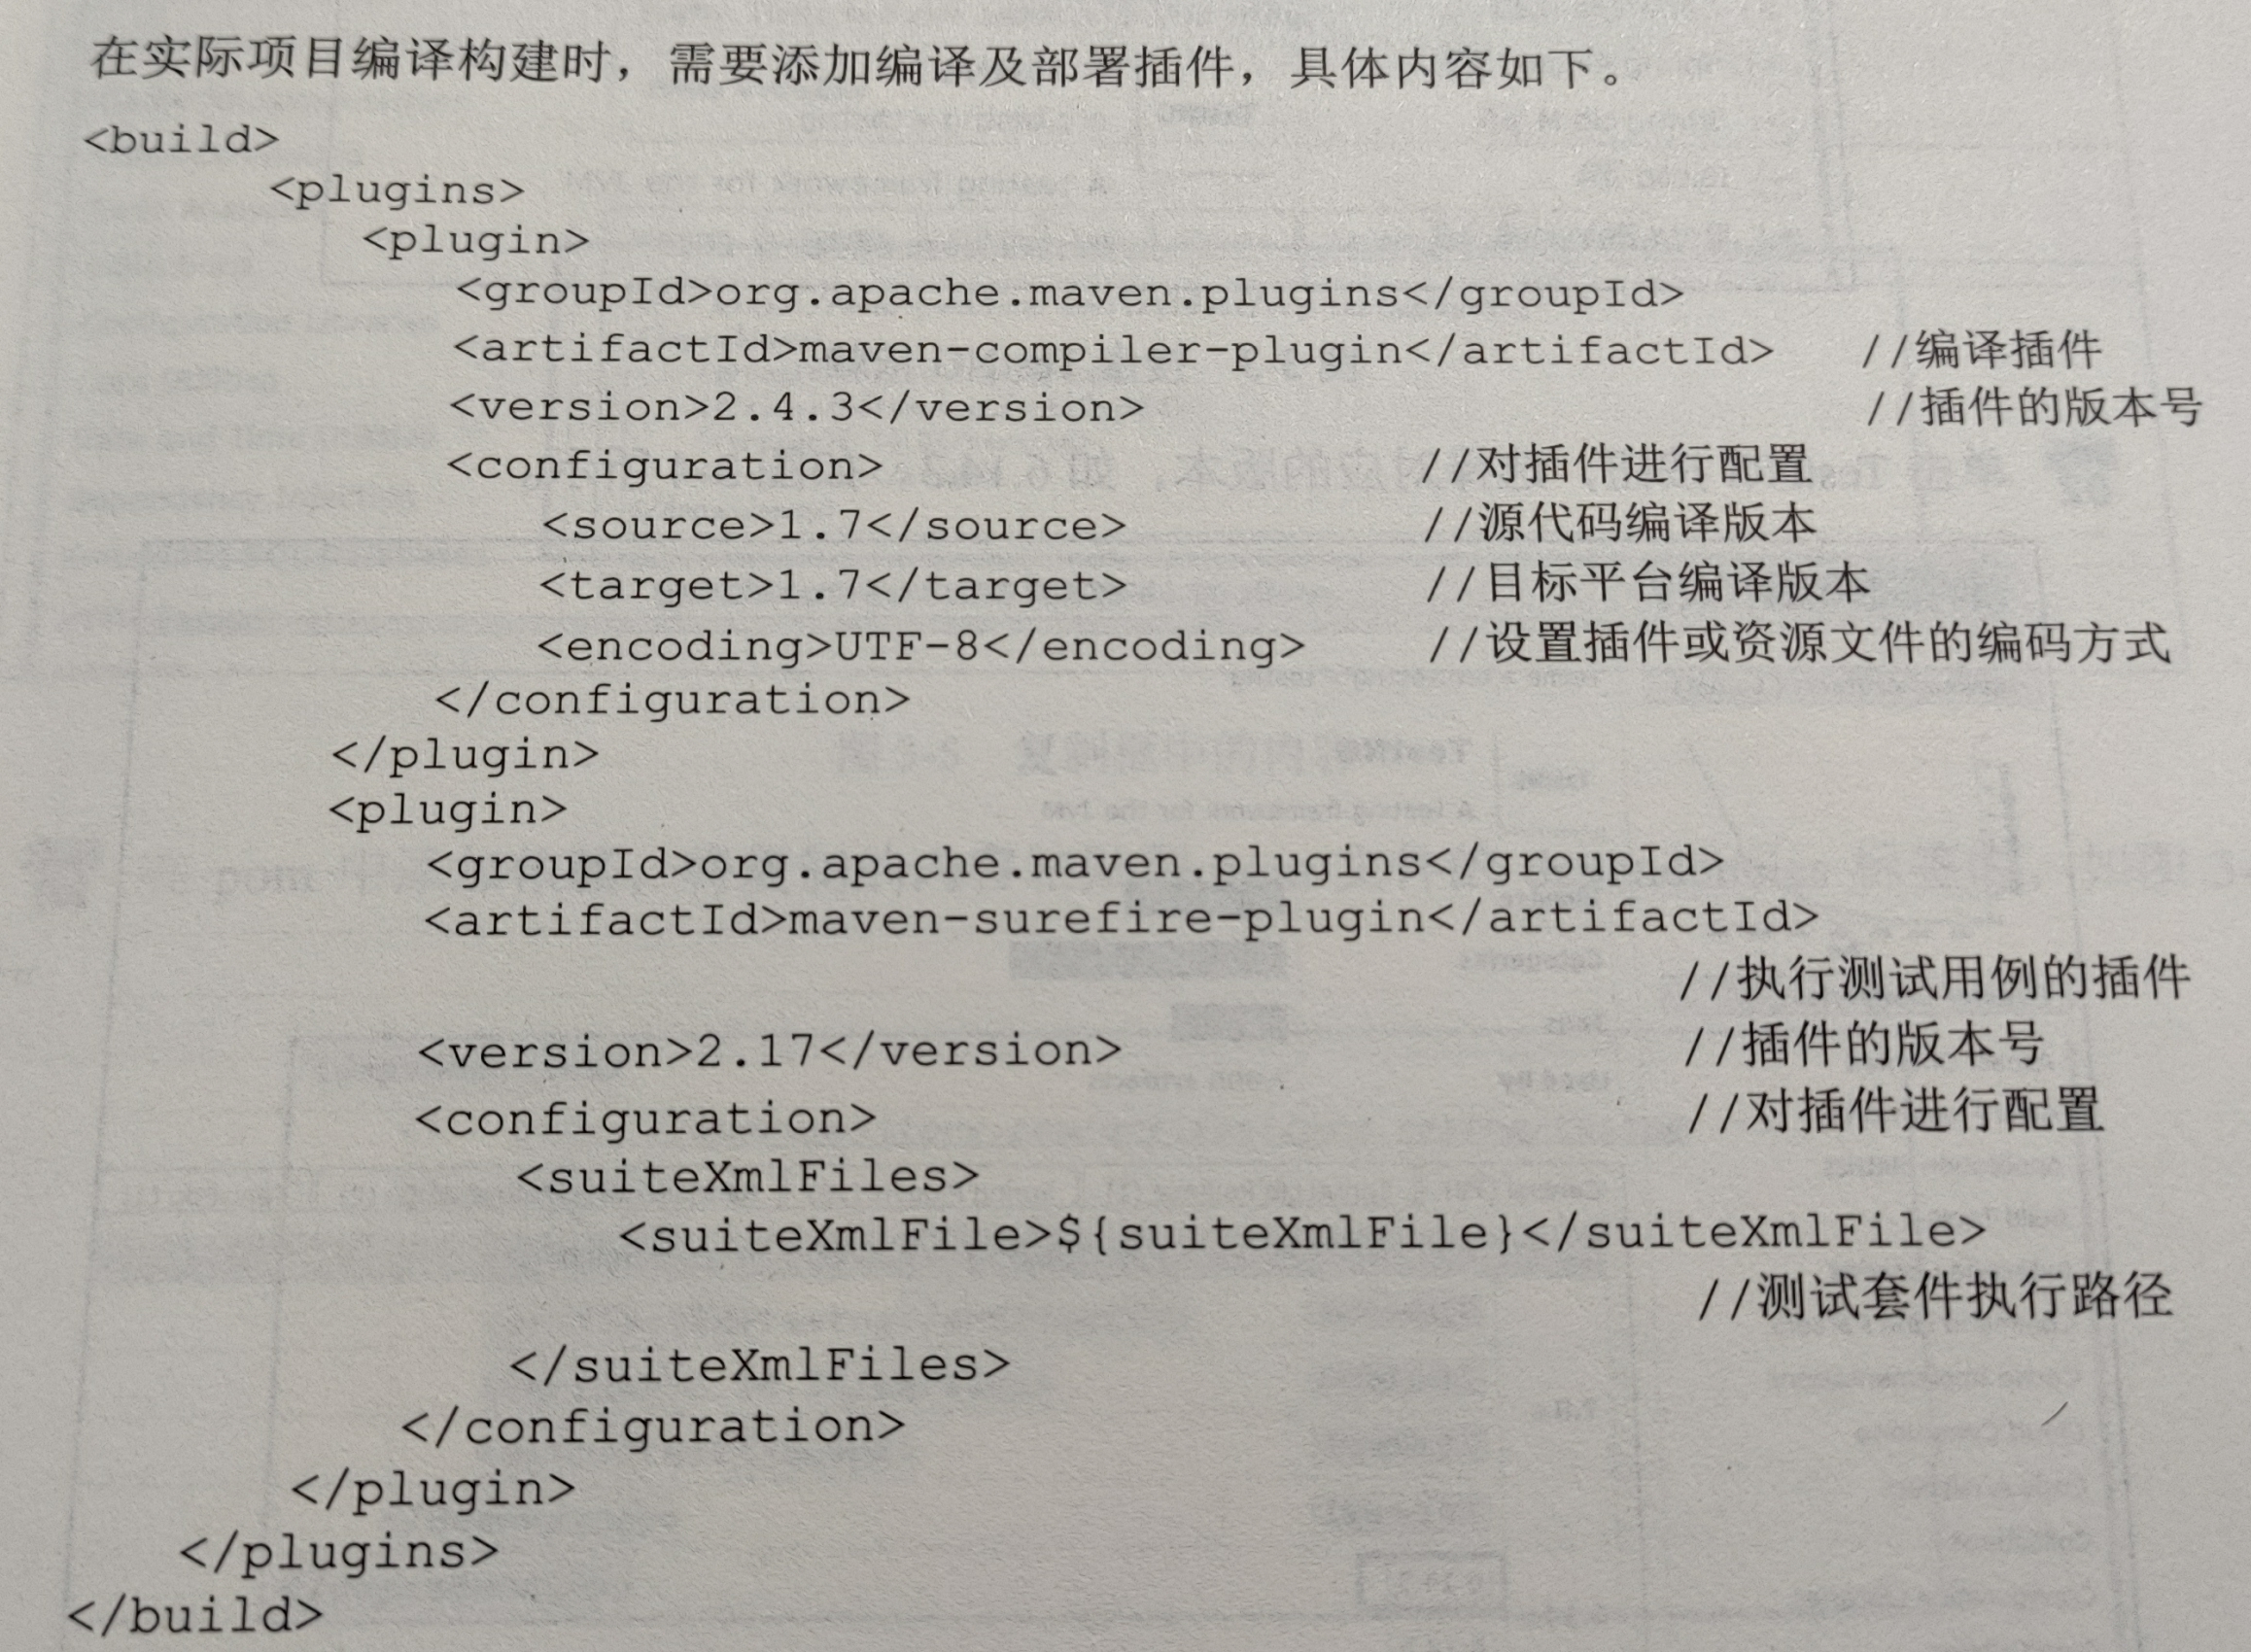 在实际项目编译构建时，需要添加编译及部署插件，具体内容如下。
<build>
<plugins>
<plugin>
<groupId>org.apache.maven.plugins</groupId>
<artifactId>maven-compiler-plugin</artifactId> //编译插件
<version>2.4.3</version> //插件的版本号
<configuration> //对插件进行配置
<source>1.7</source> //源代码编译版本
<target>1.7</target> //目标平台编译版本
<encoding>UTF-8</encoding> //设置插件或资源文件的编码方式
</configuration>
</plugin>
<plugin>
<groupId>org.apache.maven.plugins</groupId>
<artifactId>maven-surefire-plugin</artifactId>
//执行测试用例的插件
<version>2.17</version> //插件的版本号
<configuration> //对插件进行配置
<suiteXmlFiles>
<suiteXmlFile>${suiteXmlFile}</suiteXmlFile>
//测试套件执行路径
</suiteXmlFiles>
</configuration>
</plugin>
</plugins>
</build>